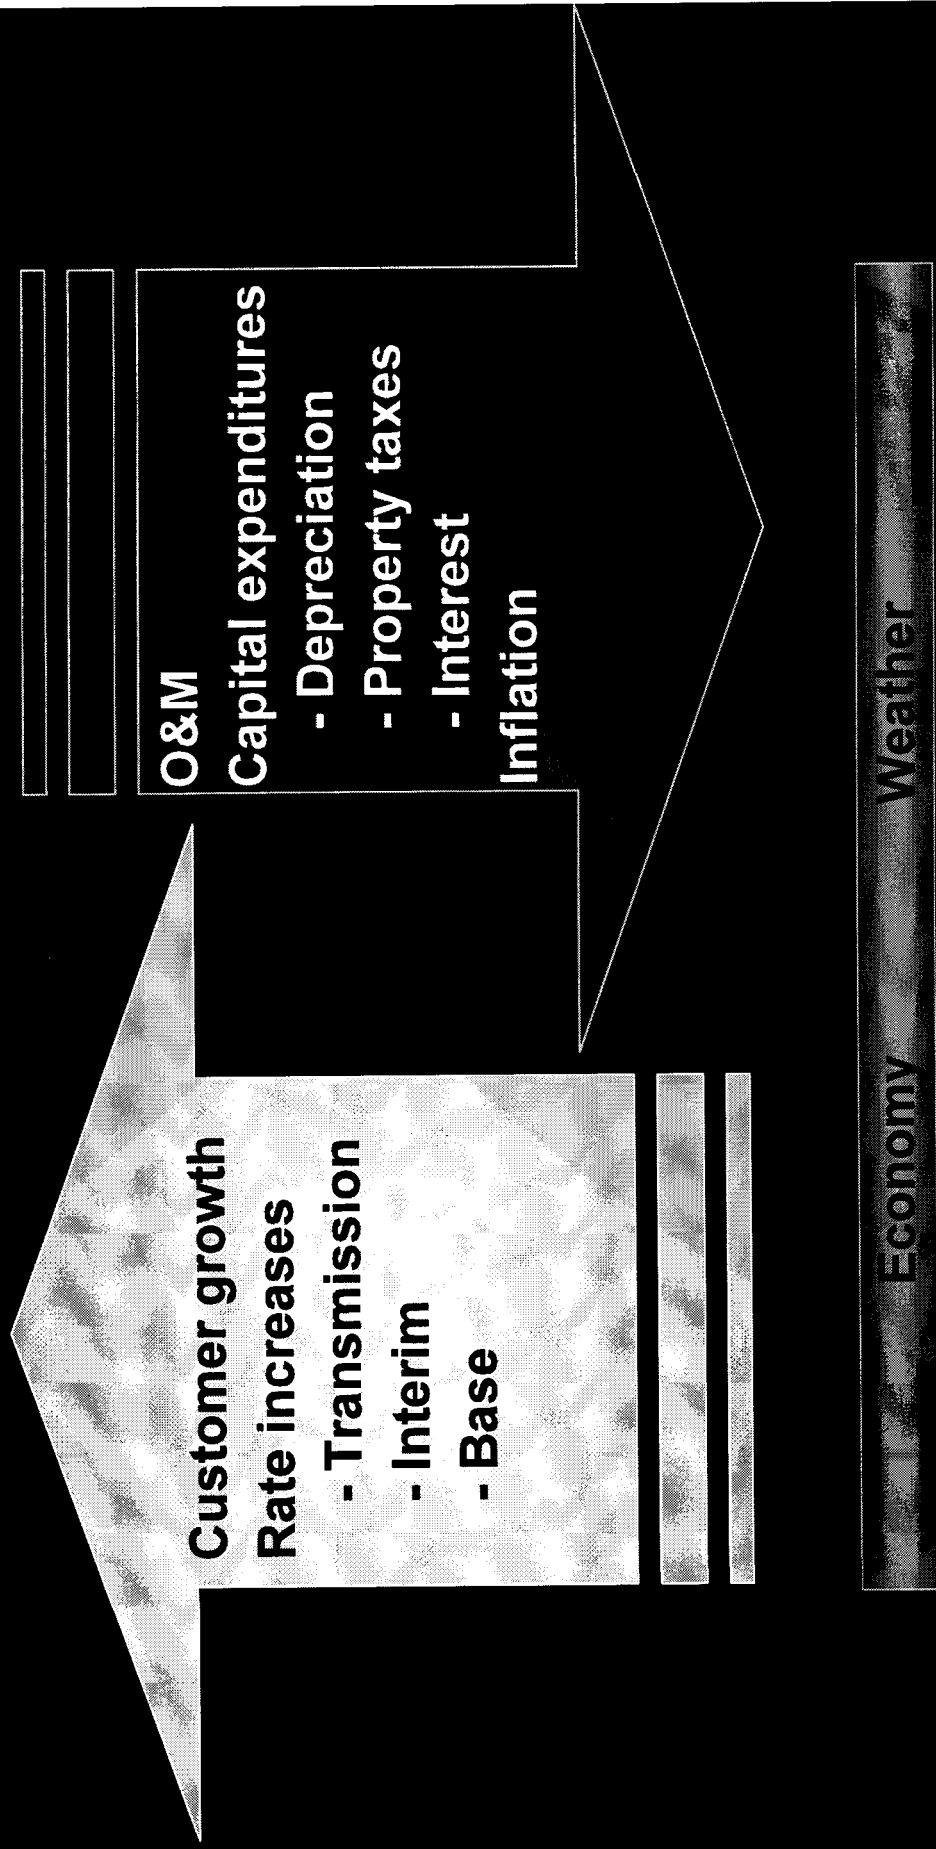 Customer growth
Rate increases
- Transmission
- Interim
- Base
O&M
Capital expenditures
- Depreciation
- Property taxes
- Interest
Inflation
Economy
Weather